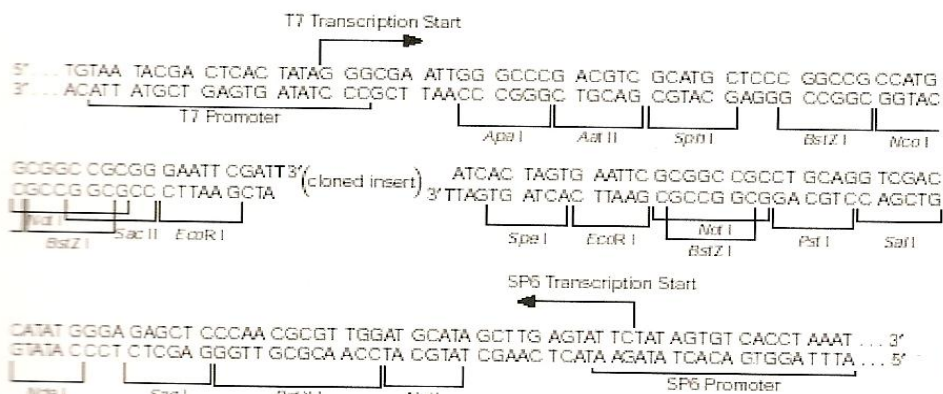 T7 Transcription Start
5′ ... TGTAA TACGA CTCAC TATAG GGCGA ATTGG GCCCG ACGTC GCATG CTCCC GGCCG CCATG
3′ ... ACATT ATGCT GAGTG ATATC CCGCT TAACC CGGGC TGCAG CGTAC GAGGG CCGGC GGTAC
T7 Promoter Apa I Aat II Sph I BstZ I Nco I
GCGGC CGCGG GAATT CGATT3′ (cloned insert) ATCAC TAGTG AATTC GCGGC CGCCT GCAGG TCGAC
CGCCG GCGCC CTTAA GCTA 3′TTAGTG ATCAC TTAAG CGCCG GCGGA CGTCC AGCTG
Not I Sac II EcoR I Spe I EcoR I Not I Pst I Sal I
BstZ I BstZ I
SP6 Transcription Start
CATAT GGGA GAGCT CCCAA CGCGT TGGAT GCATA GCTTG AGTAT TCTAT AGTGT CACCT AAAT ... 3′
GTATA CCCT CTCGA GGGTT GCGCA ACCTA CGTAT CGAAC TCATA AGATA TCACA GTGGA TTTA ... 5′
SP6 Promoter